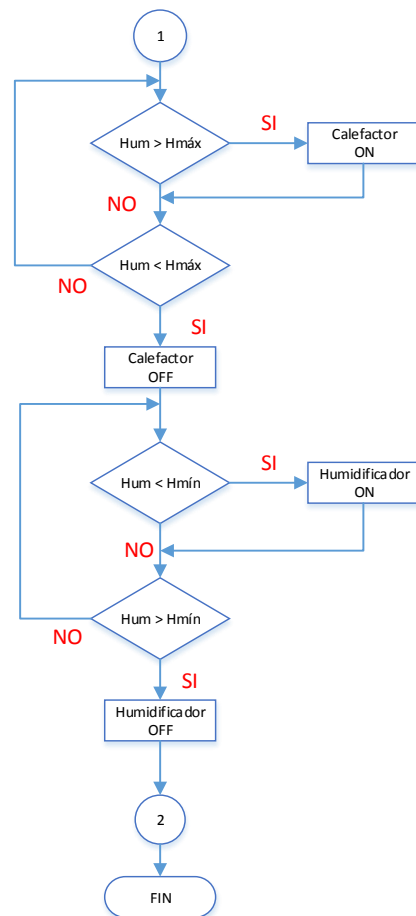 1
Hum > Hmáx
SI
Calefactor
ON
NO
Hum < Hmáx
NO
SI
Calefactor
OFF
Hum < Hmín
SI
Humidificador
ON
NO
Hum > Hmín
NO
SI
Humidificador
OFF
2
FIN